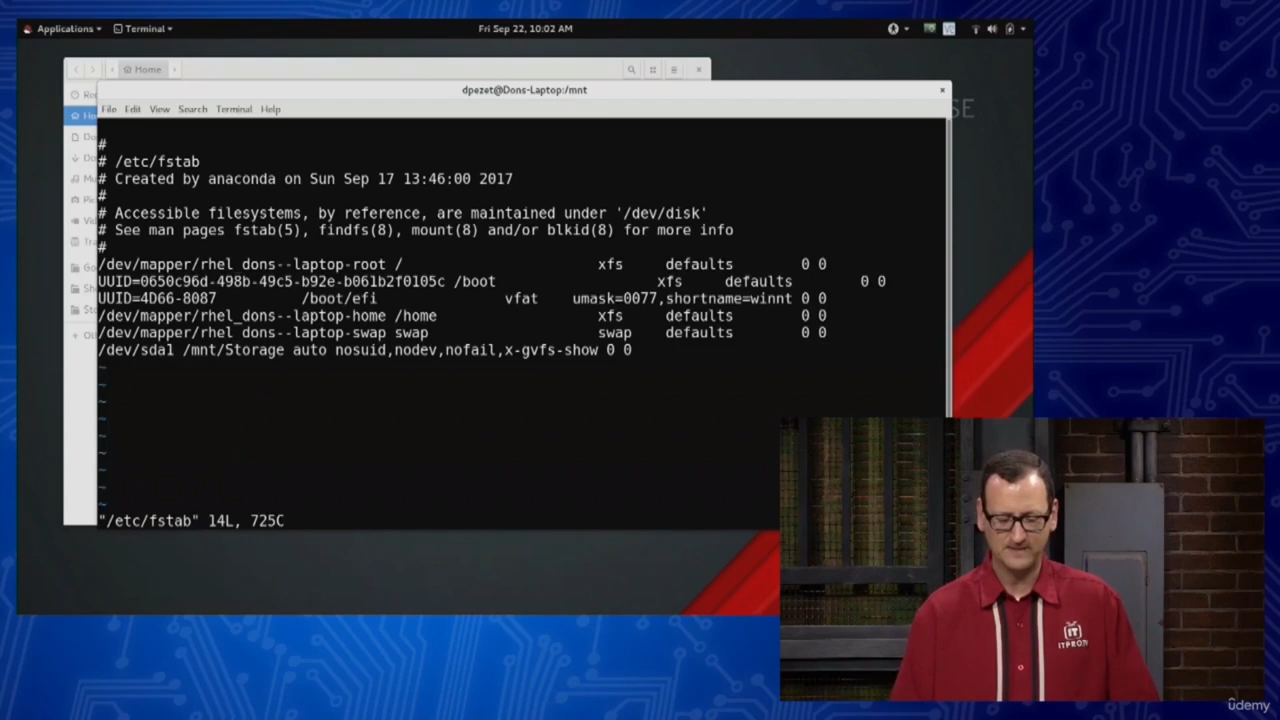 Applications
Terminal
Fri Sep 22, 10:02 AM
Home
dpezet@Dons-Laptop:/mnt
File Edit View Search Terminal Help
SE
#
# /etc/fstab
# Created by anaconda on Sun Sep 17 13:46:00 2017
#
# Accessible filesystems, by reference, are maintained under '/dev/disk'
# See man pages fstab(5), findfs(8), mount(8) and/or blkid(8) for more info
#
/dev/mapper/rhel_dons--laptop-root / xfs defaults 0 0
UUID=0650c96d-498b-49c5-b92e-b061b2f0105c /boot xfs defaults 0 0
UUID=4D66-8087 /boot/efi vfat umask=0077,shortname=winnt 0 0
/dev/mapper/rhel_dons--laptop-home /home xfs defaults 0 0
/dev/mapper/rhel_dons--laptop-swap swap swap defaults 0 0
/dev/sda1 /mnt/Storage auto nosuid,nodev,nofail,x-gvfs-show 0 0
~
~
~
~
~
~
~
~
~
"/etc/fstab" 14L, 725C
IT
ITPRO.TV
udemy